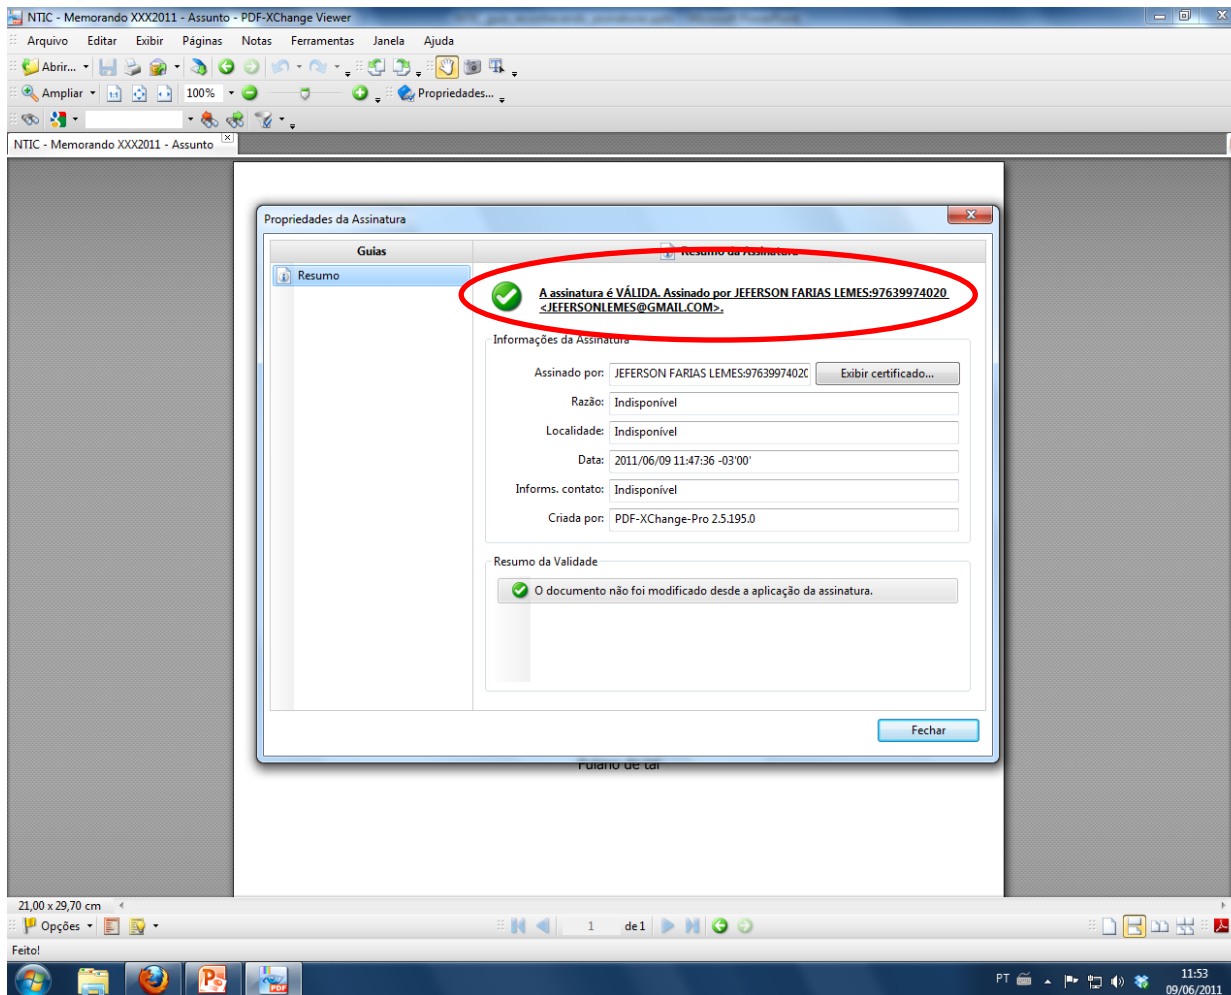 NTIC - Memorando XXX2011 - Assunto - PDF-XChange Viewer
Arquivo Editar Exibir Páginas Notas Ferramentas Janela Ajuda
Abrir...
Ampliar 100% Propriedades...
NTIC - Memorando XXX2011 - Assunto
Propriedades da Assinatura
Guias
Resumo da Assinatura
Resumo
A assinatura é VÁLIDA. Assinado por JEFERSON FARIAS LEMES:97639974020
<JEFERSONLEMES@GMAIL.COM>.
Informações da Assinatura
Assinado por: JEFERSON FARIAS LEMES:97639974020 Exibir certificado...
Razão: Indisponível
Localidade: Indisponível
Data: 2011/06/09 11:47:36 -03'00'
Informs. contato: Indisponível
Criada por: PDF-XChange-Pro 2.5.195.0
Resumo da Validade
O documento não foi modificado desde a aplicação da assinatura.
Fechar
Fulano de tal
21,00 x 29,70 cm
Opções 1 de 1
Feito!
PT 11:53
09/06/2011